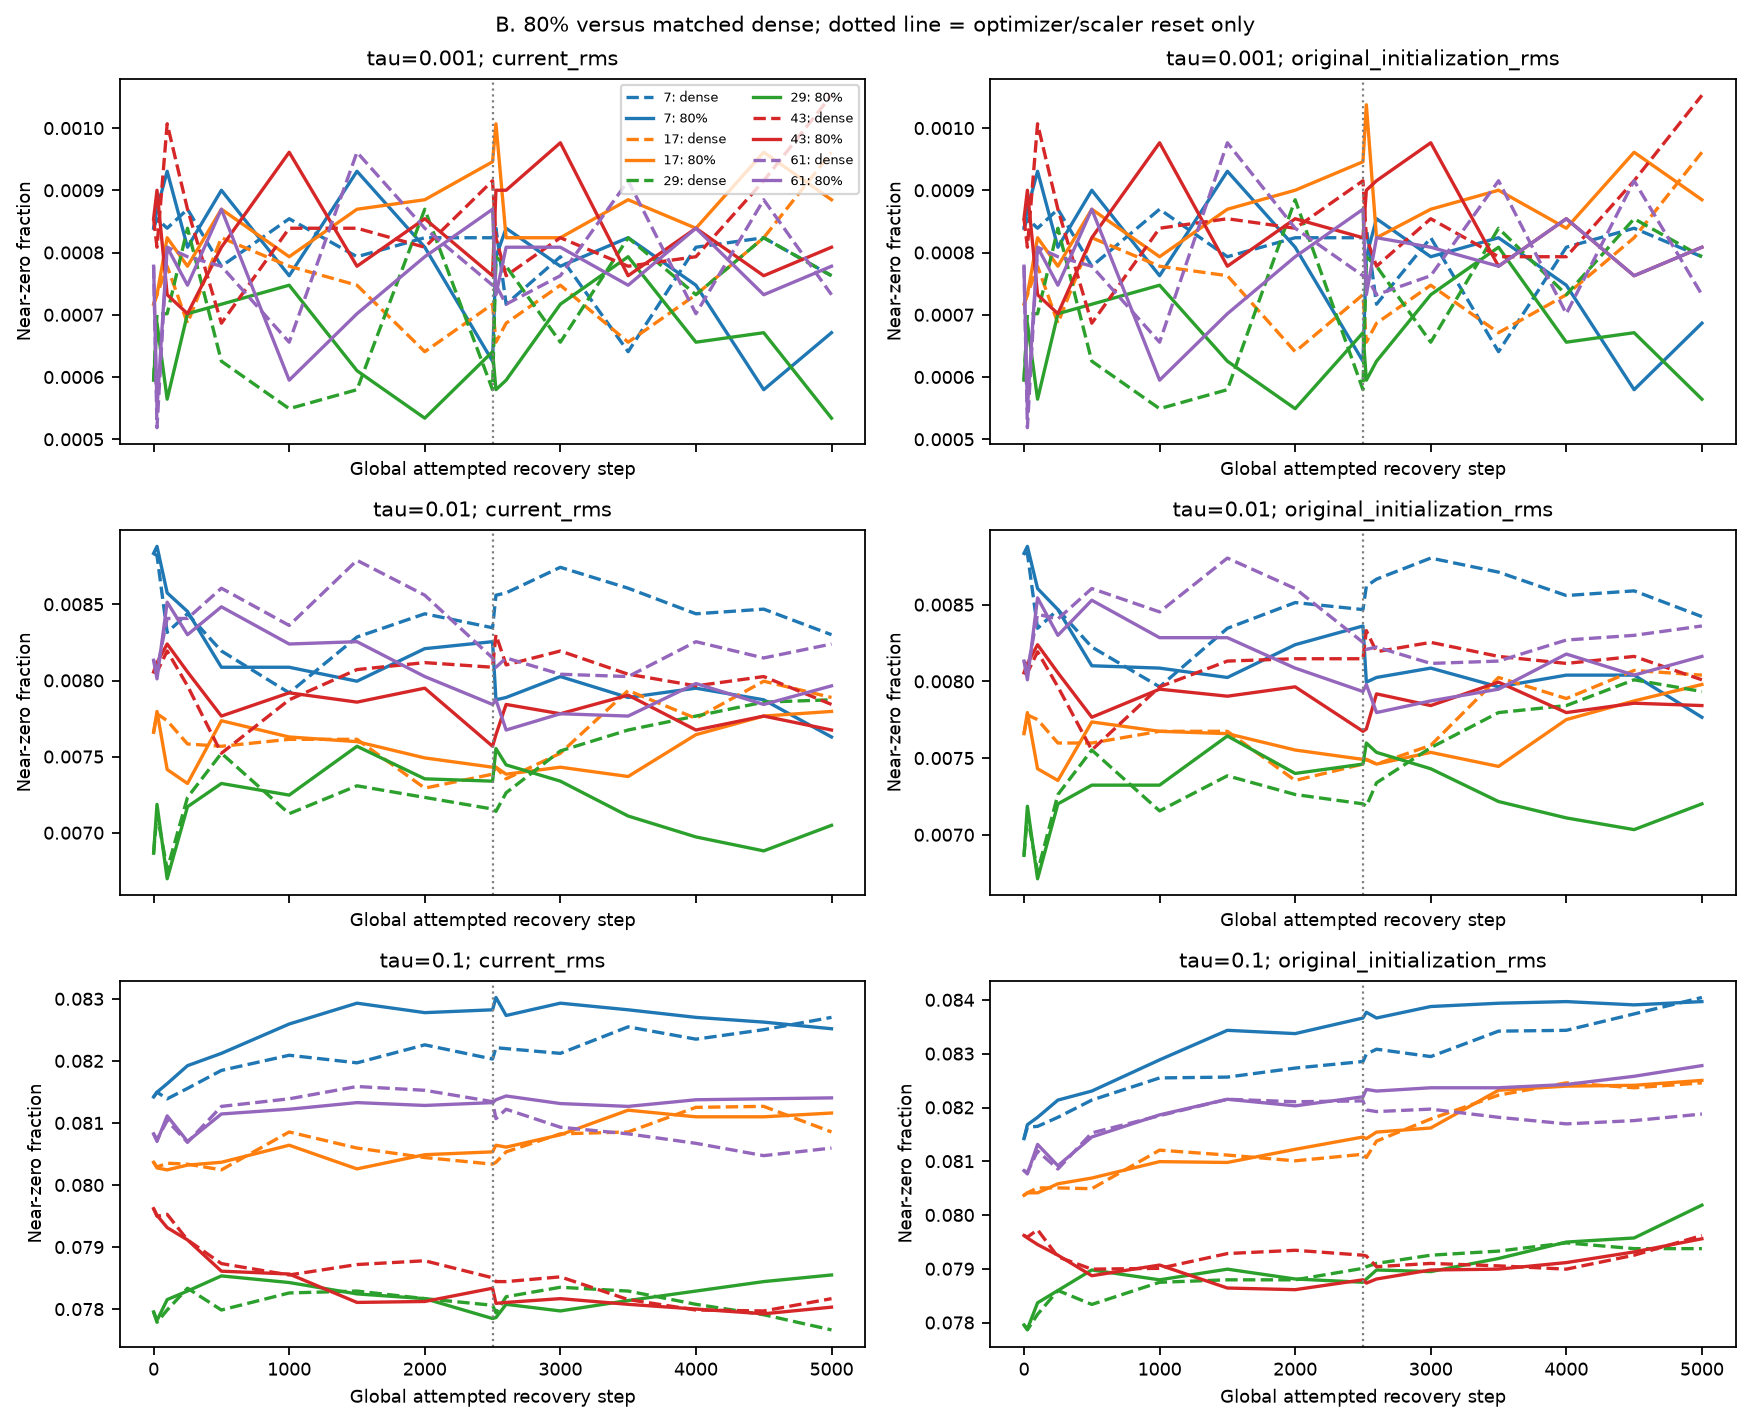 B. 80% versus matched dense; dotted line = optimizer/scaler reset only
tau=0.001; current_rms
Near-zero fraction
0.0010
0.0009
0.0008
0.0007
0.0006
0.0005
7: dense
7: 80%
17: dense
17: 80%
29: dense
29: 80%
43: dense
43: 80%
61: dense
61: 80%
Global attempted recovery step
tau=0.001; original_initialization_rms
Near-zero fraction
0.0010
0.0009
0.0008
0.0007
0.0006
0.0005
Global attempted recovery step
tau=0.01; current_rms
Near-zero fraction
0.0085
0.0080
0.0075
0.0070
Global attempted recovery step
tau=0.01; original_initialization_rms
Near-zero fraction
0.0085
0.0080
0.0075
0.0070
Global attempted recovery step
tau=0.1; current_rms
Near-zero fraction
0.083
0.082
0.081
0.080
0.079
0.078
0 1000 2000 3000 4000 5000
Global attempted recovery step
tau=0.1; original_initialization_rms
Near-zero fraction
0.084
0.083
0.082
0.081
0.080
0.079
0.078
0 1000 2000 3000 4000 5000
Global attempted recovery step